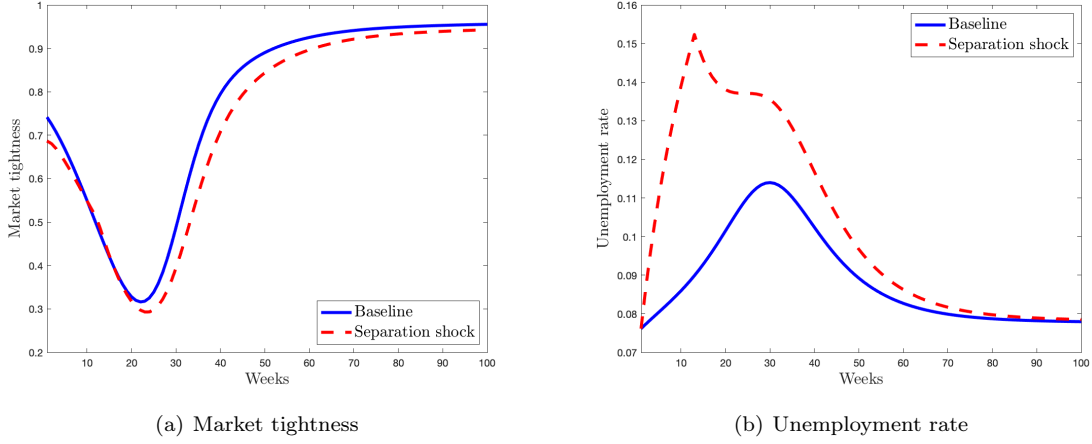 1
0.9
0.8
0.7
0.6
0.5
0.4
0.3
0.2
Market tightness
10 20 30 40 50 60 70 80 90 100
Weeks
Baseline
Separation shock
(a) Market tightness
0.16
0.15
0.14
0.13
0.12
0.11
0.1
0.09
0.08
0.07
Unemployment rate
10 20 30 40 50 60 70 80 90 100
Weeks
Baseline
Separation shock
(b) Unemployment rate